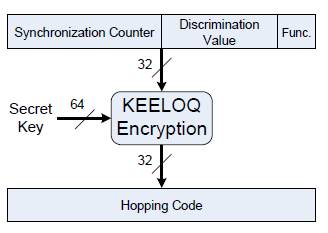 Synchronization Counter
Discrimination
Value
Func.
32
Secret
Key
64
KEELOQ
Encryption
32
Hopping Code